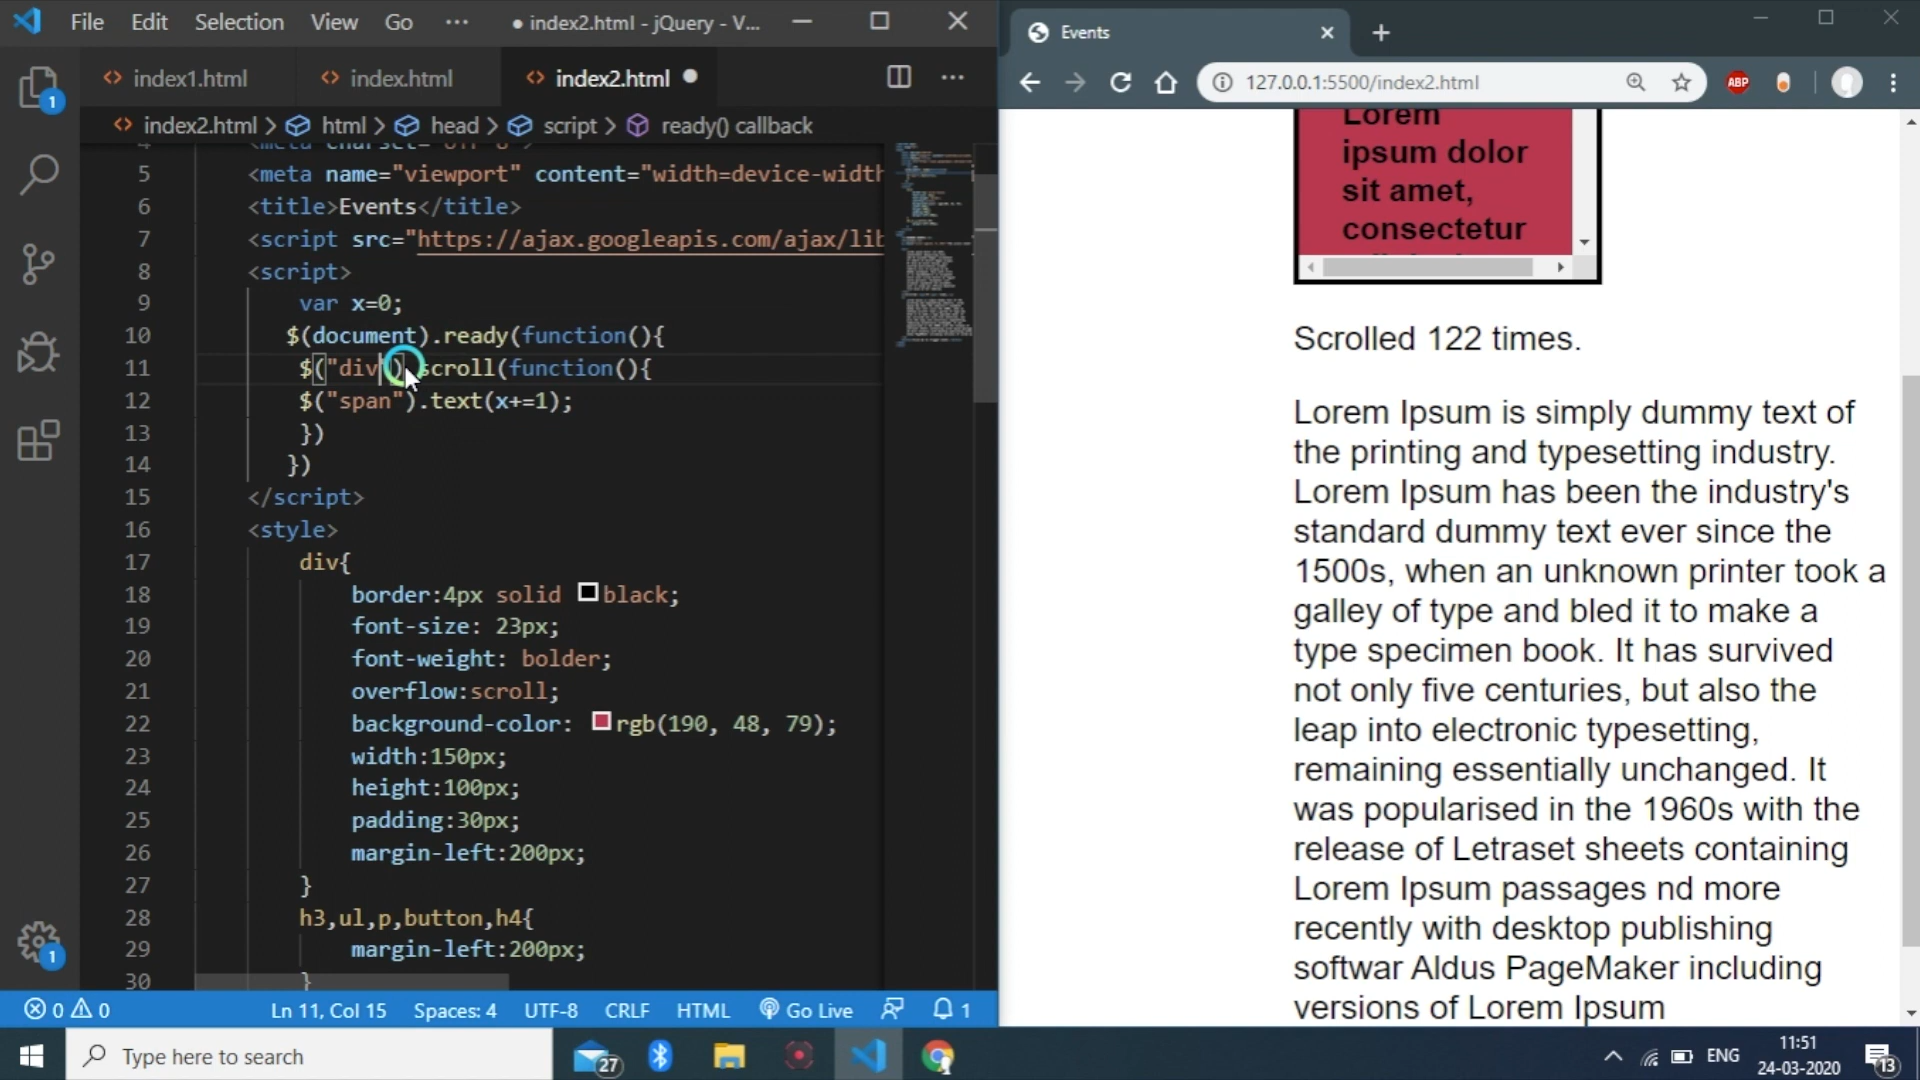 File Edit Selection View Go ··· ● index2.html - jQuery - V...
index1.html index.html index2.html ●
index2.html > html > head > script > ready() callback
5 <meta name="viewport" content="width=device-width
6 <title>Events</title>
7 <script src="https://ajax.googleapis.com/ajax/lib
8 <script>
9 var x=0;
10 $(document).ready(function(){
11 $("div").scroll(function(){
12 $("span").text(x+=1);
13 })
14 })
15 </script>
16 <style>
17 div{
18 border:4px solid black;
19 font-size: 23px;
20 font-weight: bolder;
21 overflow:scroll;
22 background-color: rgb(190, 48, 79);
23 width:150px;
24 height:100px;
25 padding:30px;
26 margin-left:200px;
27 }
28 h3,ul,p,button,h4{
29 margin-left:200px;
30 }
1
1
0 0 Ln 11, Col 15 Spaces: 4 UTF-8 CRLF HTML Go Live 1
Events
127.0.0.1:5500/index2.html
ABP
Lorem
ipsum dolor
sit amet,
consectetur
Scrolled 122 times.
Lorem Ipsum is simply dummy text of
the printing and typesetting industry.
Lorem Ipsum has been the industry's
standard dummy text ever since the
1500s, when an unknown printer took a
galley of type and bled it to make a
type specimen book. It has survived
not only five centuries, but also the
leap into electronic typesetting,
remaining essentially unchanged. It
was popularised in the 1960s with the
release of Letraset sheets containing
Lorem Ipsum passages nd more
recently with desktop publishing
softwar Aldus PageMaker including
versions of Lorem Ipsum
Type here to search
27
ENG
11:51
24-03-2020
13